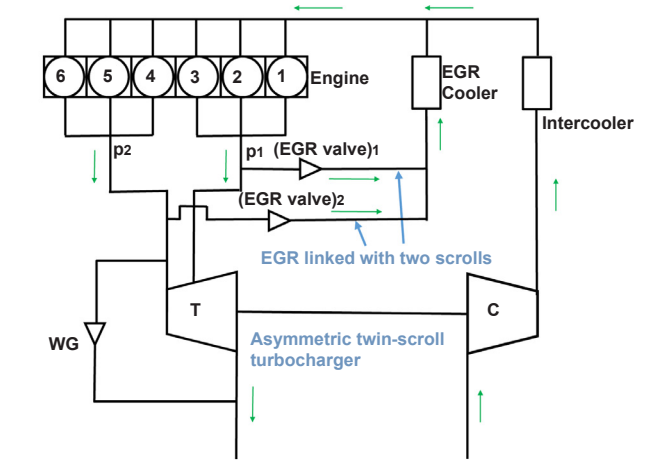 6 5 4 3 2 1 Engine
EGR
Cooler
Intercooler
p2
p1 (EGR valve)1
(EGR valve)2
EGR linked with two scrolls
T
C
WG
Asymmetric twin-scroll
turbocharger